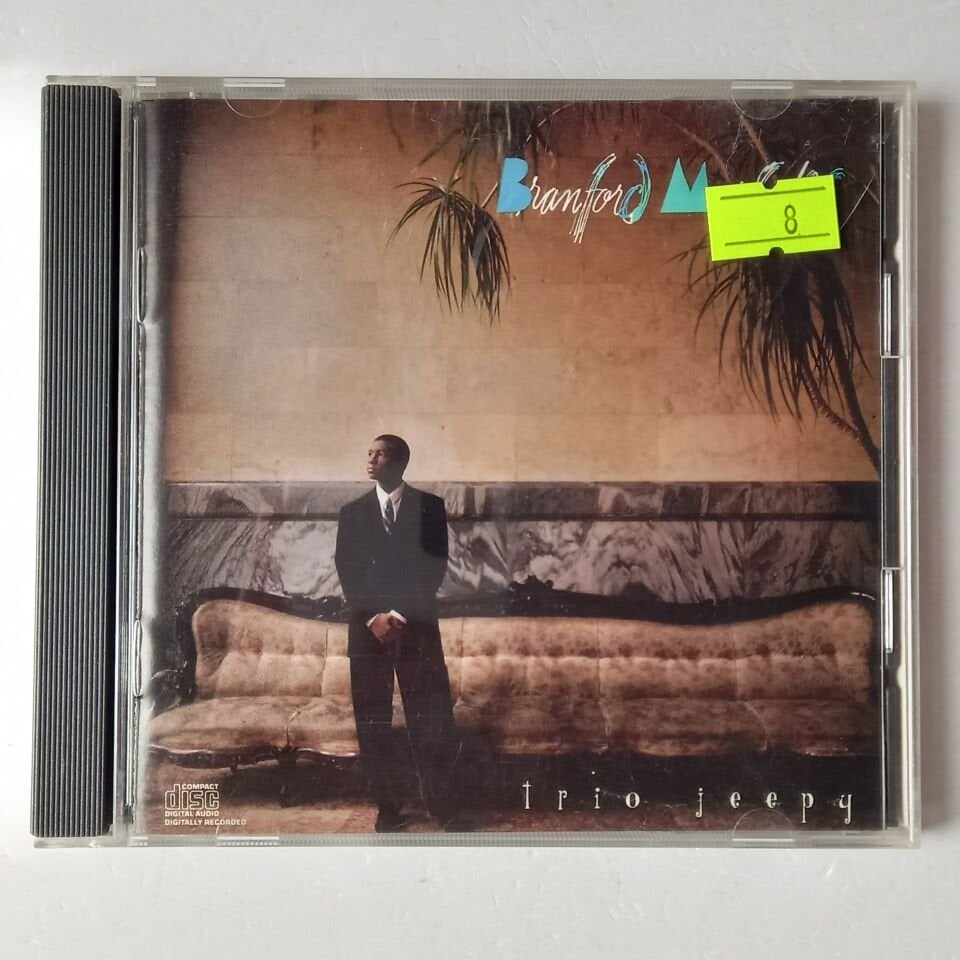 Branford M
8
COMPACT
disc
DIGITAL AUDIO
DIGITALLY RECORDED
trio jeepy